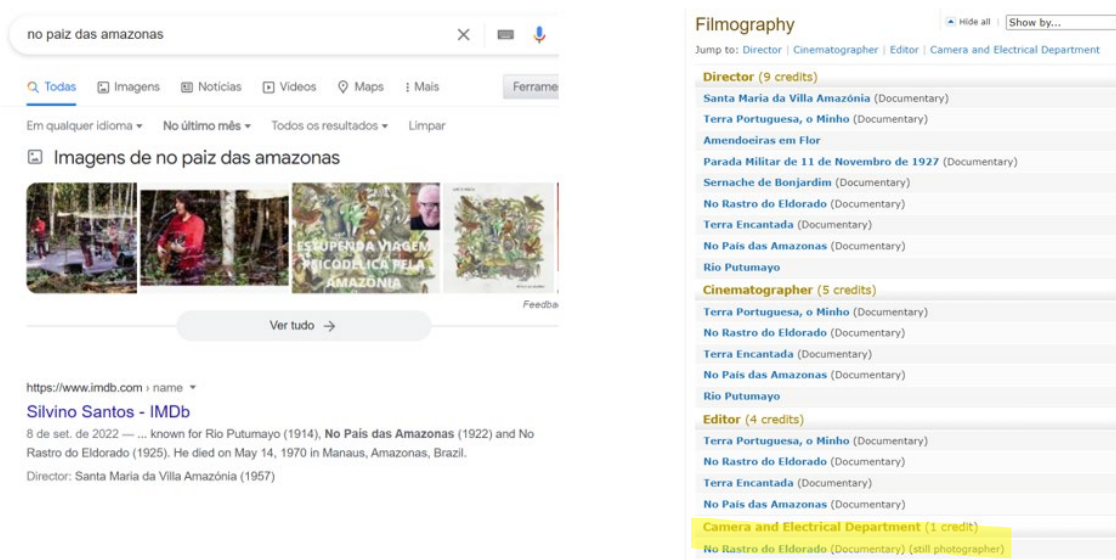 no paiz das amazonas
Todas Imagens Notícias Vídeos Maps Mais Ferrame
Em qualquer idioma No último mês Todos os resultados Limpar
Imagens de no paiz das amazonas
ESTUPENDA VIAGEM
PSICODÉLICA PELA
AMAZÔNIA
Feedba
Ver tudo →
https://www.imdb.com › name
Silvino Santos - IMDb
8 de set. de 2022 — ... known for Rio Putumayo (1914), No País das Amazonas (1922) and No
Rastro do Eldorado (1925). He died on May 14, 1970 in Manaus, Amazonas, Brazil.
Director: Santa Maria da Villa Amazónia (1957)
Filmography
Hide all | Show by...
Jump to: Director | Cinematographer | Editor | Camera and Electrical Department
Director (9 credits)
Santa Maria da Villa Amazónia (Documentary)
Terra Portuguesa, o Minho (Documentary)
Amendoeiras em Flor
Parada Militar de 11 de Novembro de 1927 (Documentary)
Sernache de Bonjardim (Documentary)
No Rastro do Eldorado (Documentary)
Terra Encantada (Documentary)
No País das Amazonas (Documentary)
Rio Putumayo
Cinematographer (5 credits)
Terra Portuguesa, o Minho (Documentary)
No Rastro do Eldorado (Documentary)
Terra Encantada (Documentary)
No País das Amazonas (Documentary)
Rio Putumayo
Editor (4 credits)
Terra Portuguesa, o Minho (Documentary)
No Rastro do Eldorado (Documentary)
Terra Encantada (Documentary)
No País das Amazonas (Documentary)
Camera and Electrical Department (1 credit)
No Rastro do Eldorado (Documentary) (still photographer)